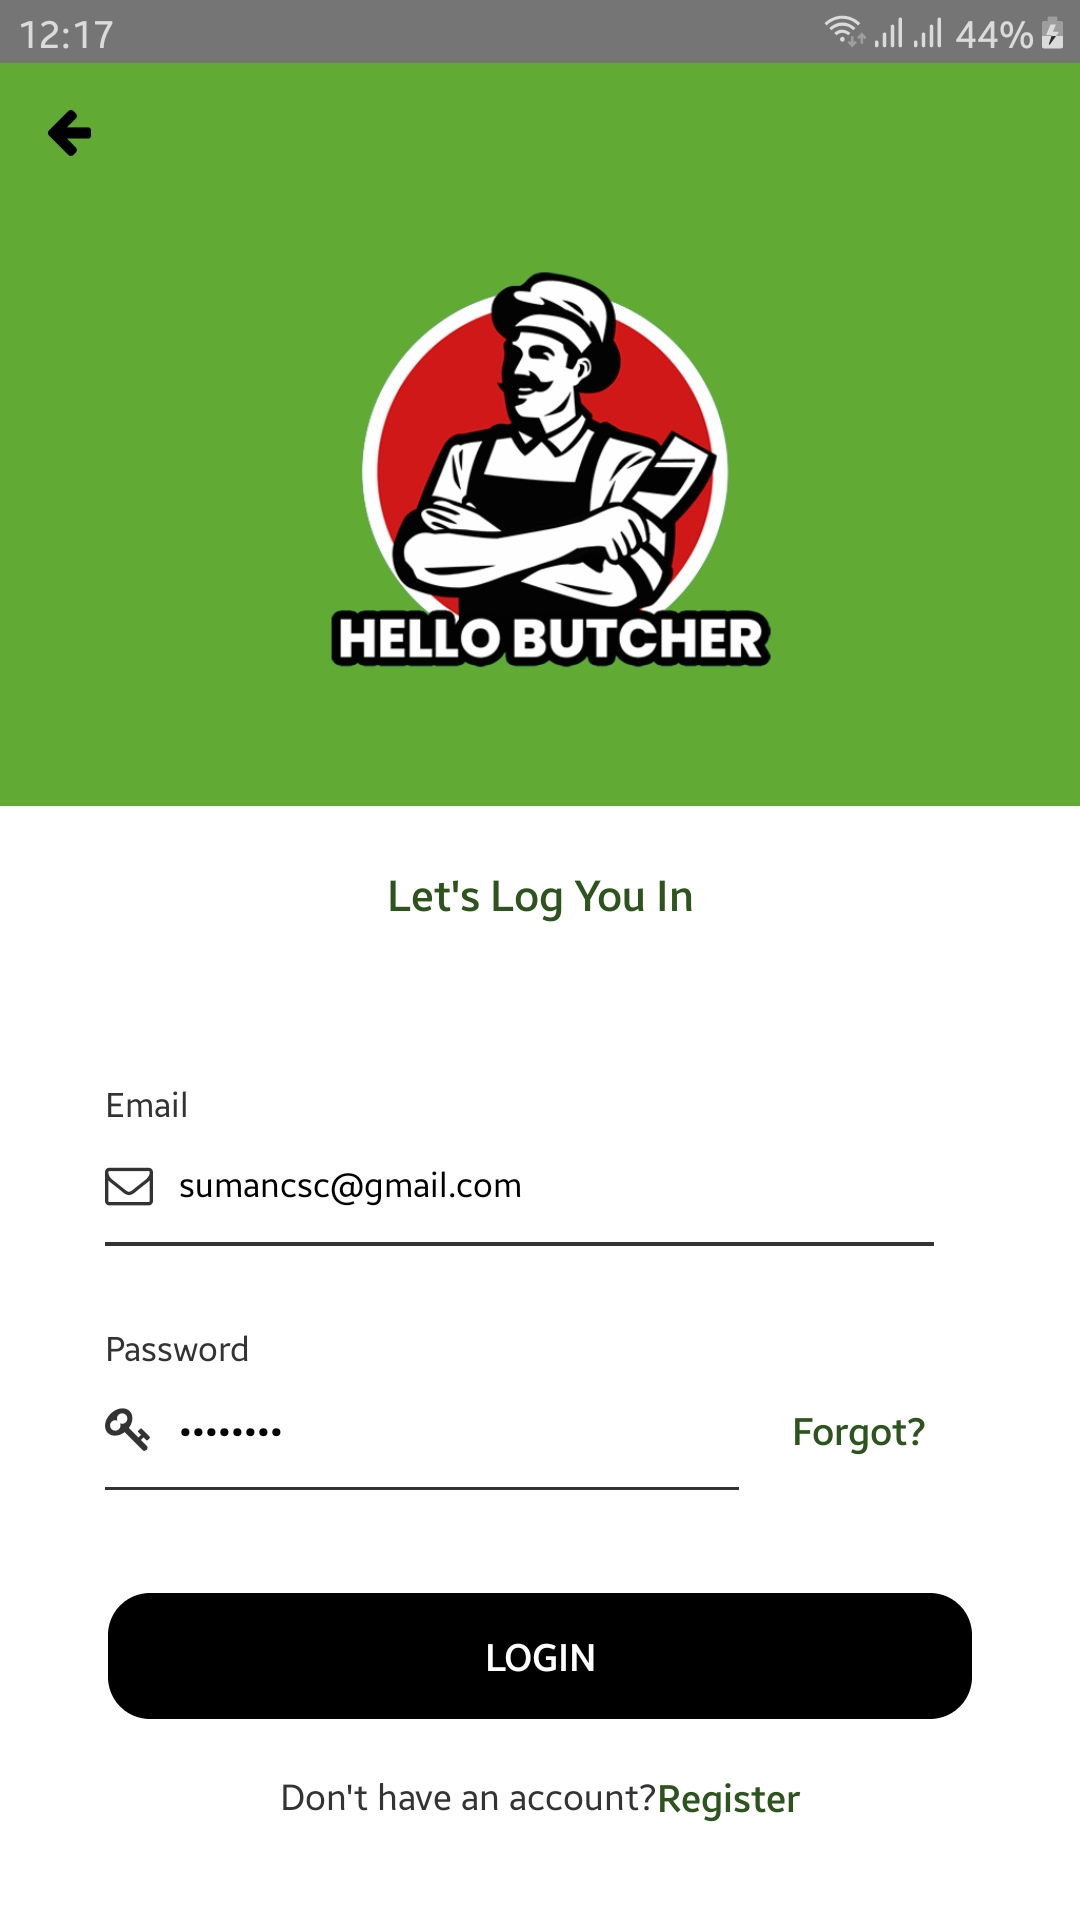 12:17
44%
HELLO BUTCHER
Let's Log You In
Email
sumancsc@gmail.com
Password
••••••••
Forgot?
LOGIN
Don't have an account?Register